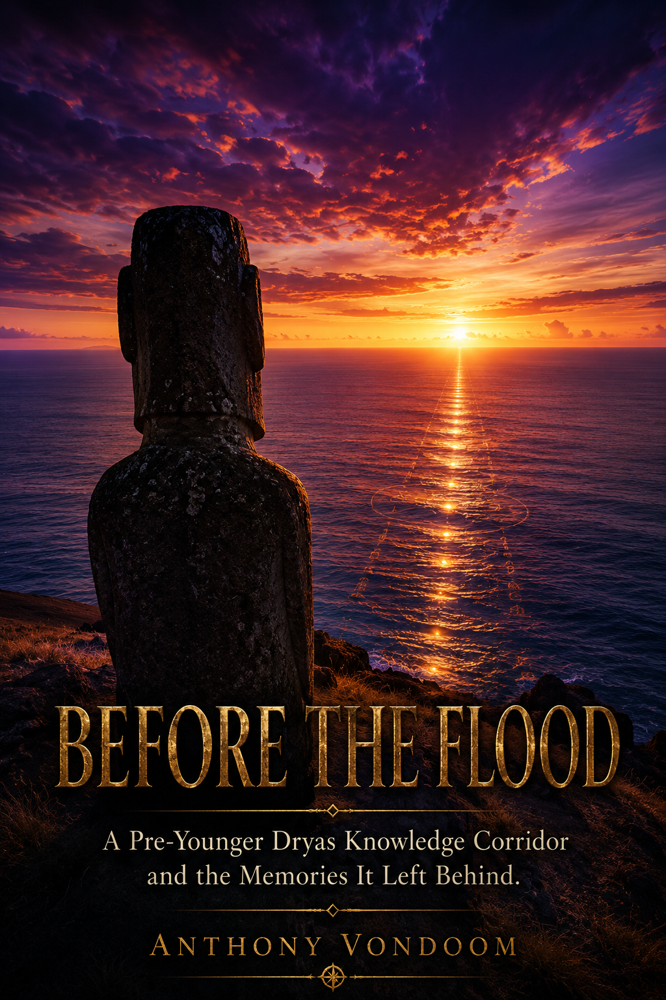 BEFORE THE FLOOD
A Pre-Younger Dryas Knowledge Corridor
and the Memories It Left Behind.
ANTHONY VONDOOM